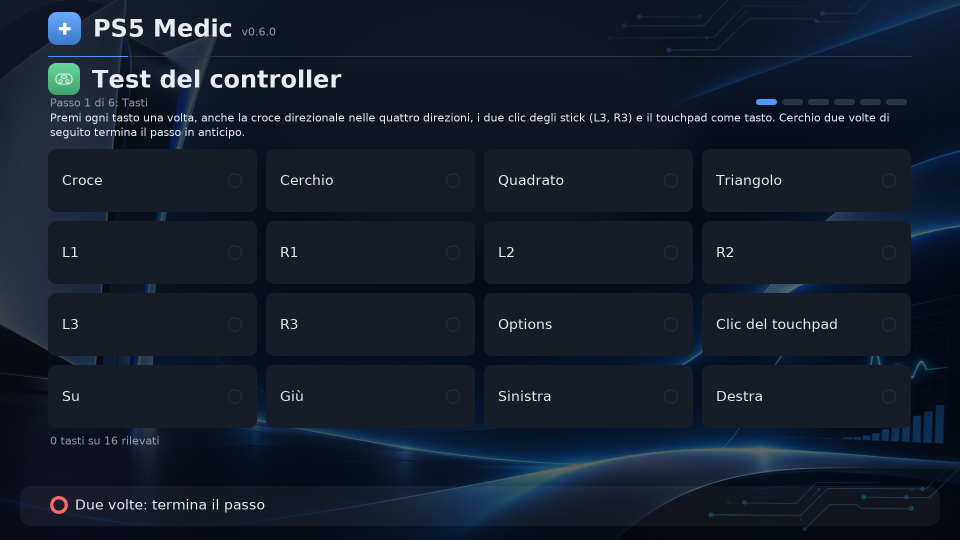 PS5 Medic v0.6.0
Test del controller
Passo 1 di 6: Tasti
Premi ogni tasto una volta, anche la croce direzionale nelle quattro direzioni, i due clic degli stick (L3, R3) e il touchpad come tasto. Cerchio due volte di
seguito termina il passo in anticipo.
Croce Cerchio Quadrato Triangolo
L1 R1 L2 R2
L3 R3 Options Clic del touchpad
Su Giù Sinistra Destra
0 tasti su 16 rilevati
Due volte: termina il passo